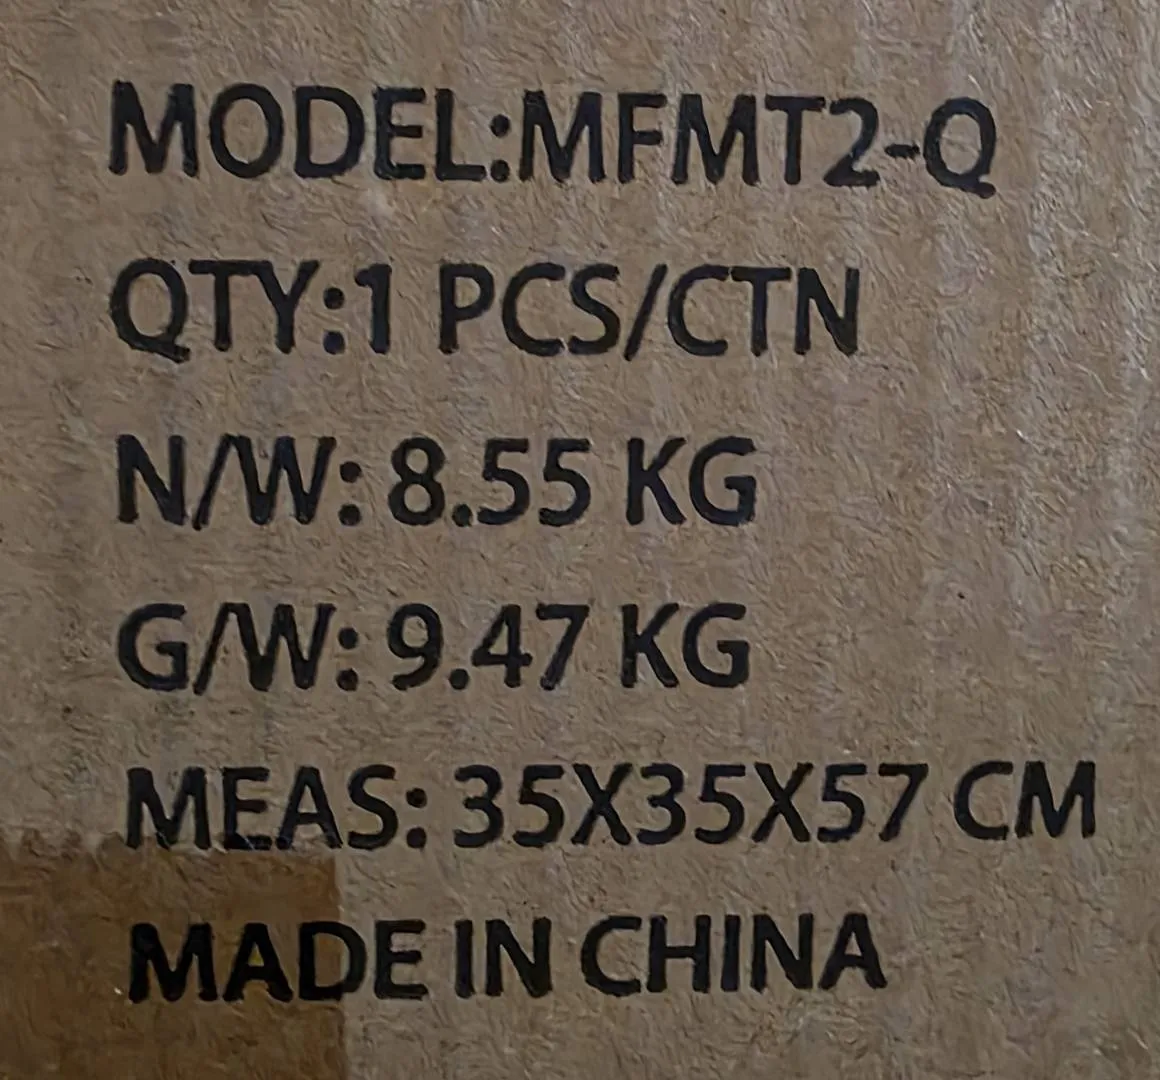 MODEL:MFMT2-Q
QTY:1 PCS/CTN
N/W: 8.55 KG
G/W: 9.47 KG
MEAS: 35X35X57 CM
MADE IN CHINA